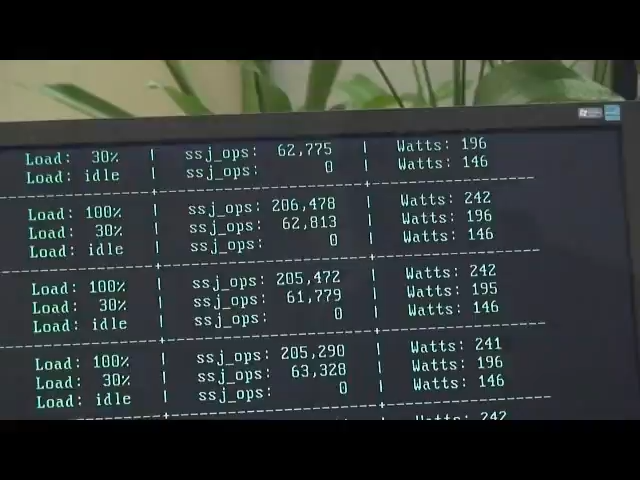 Load: 30% | ssj_ops: 62,775 | Watts: 196
Load: idle | ssj_ops: 0 | Watts: 146
Load: 100% | ssj_ops: 206,478 | Watts: 242
Load: 30% | ssj_ops: 62,813 | Watts: 196
Load: idle | ssj_ops: 0 | Watts: 146
Load: 100% | ssj_ops: 205,472 | Watts: 242
Load: 30% | ssj_ops: 61,779 | Watts: 195
Load: idle | ssj_ops: 0 | Watts: 146
Load: 100% | ssj_ops: 205,290 | Watts: 241
Load: 30% | ssj_ops: 63,328 | Watts: 196
Load: idle | ssj_ops: 0 | Watts: 146
242